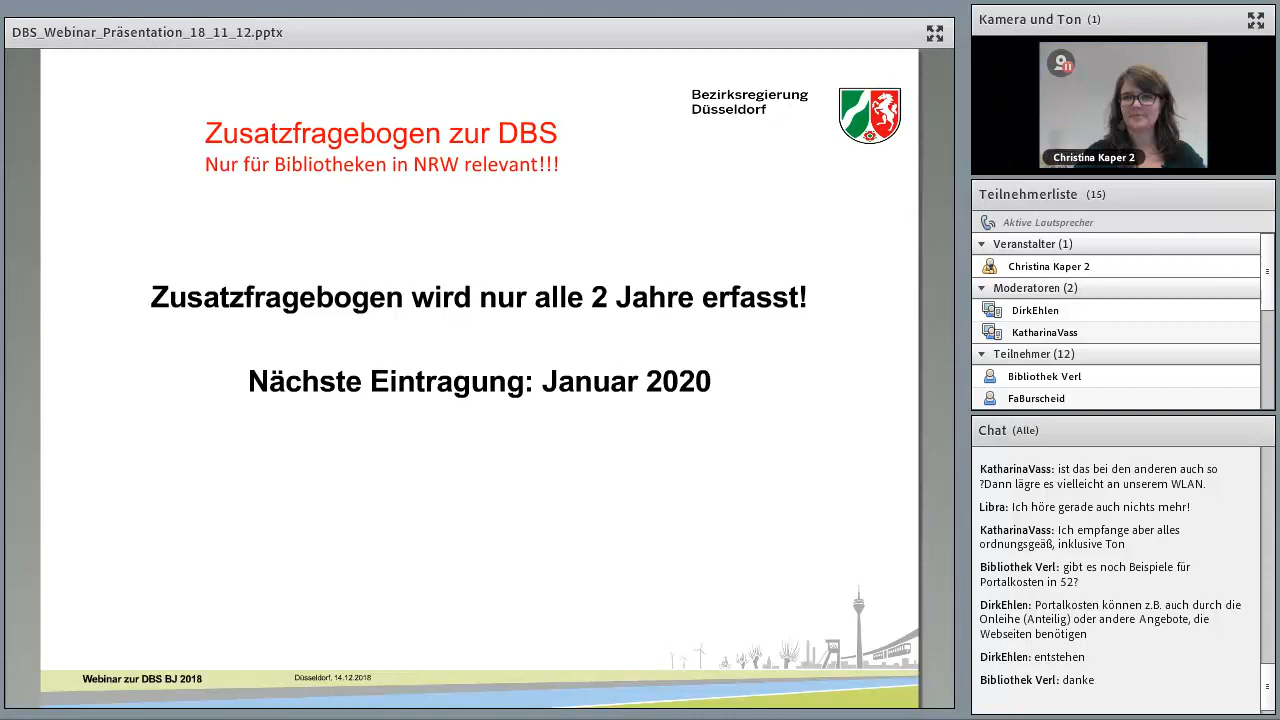 DBS_Webinar_Präsentation_18_11_12.pptx
Bezirksregierung
Düsseldorf
Zusatzfragebogen zur DBS
Nur für Bibliotheken in NRW relevant!!!
Zusatzfragebogen wird nur alle 2 Jahre erfasst!
Nächste Eintragung: Januar 2020
Webinar zur DBS BJ 2018
Düsseldorf, 14.12.2018
Kamera und Ton (1)
Christina Kaper 2
Teilnehmerliste (15)
Aktive Lautsprecher
Veranstalter (1)
Christina Kaper 2
Moderatoren (2)
DirkEhlen
KatharinaVass
Teilnehmer (12)
Bibliothek Verl
FaBurscheid
Chat (Alle)
KatharinaVass: ist das bei den anderen auch so
?Dann lägre es vielleicht an unserem WLAN.
Libra: Ich höre gerade auch nichts mehr!
KatharinaVass: Ich empfange aber alles
ordnungsgeäß, inklusive Ton
Bibliothek Verl: gibt es noch Beispiele für
Portalkosten in 52?
DirkEhlen: Portalkosten können z.B. auch durch die
Onleihe (Anteilig) oder andere Angebote, die
Webseiten benötigen
DirkEhlen: entstehen
Bibliothek Verl: danke